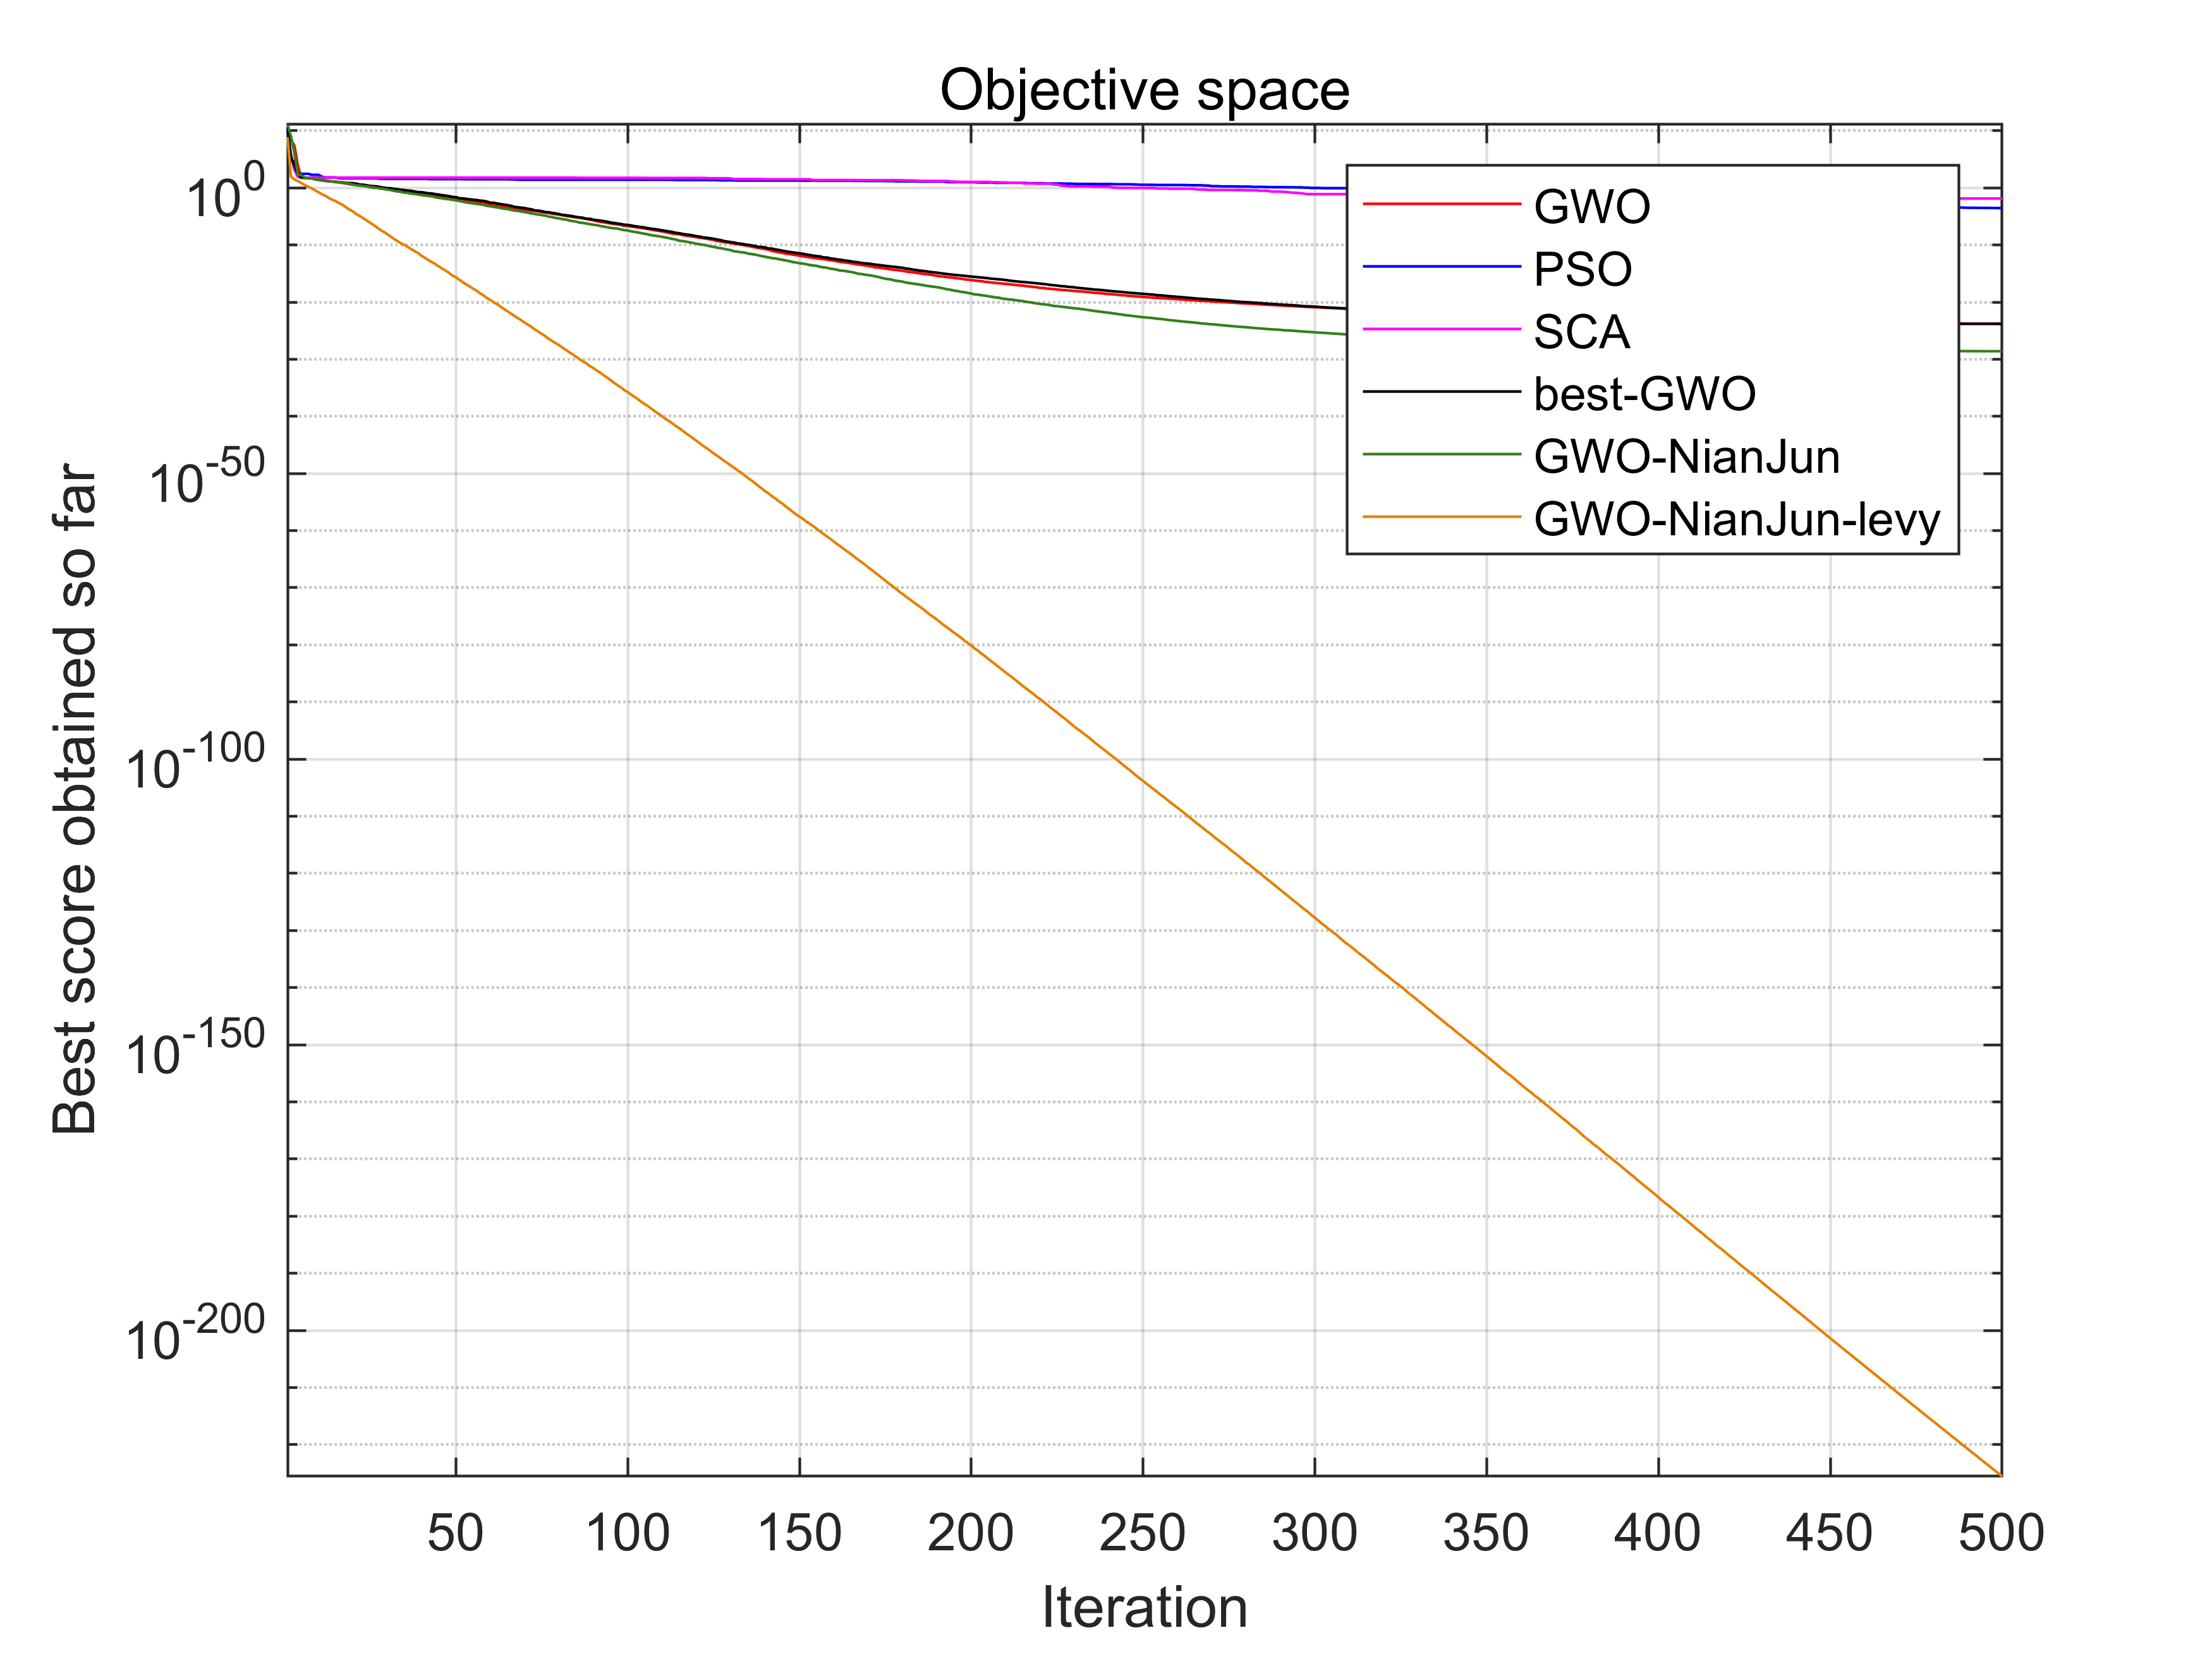 Objective space
10^0
10^-50
10^-100
10^-150
10^-200
Best score obtained so far
GWO
PSO
SCA
best-GWO
GWO-NianJun
GWO-NianJun-levy
50 100 150 200 250 300 350 400 450 500
Iteration